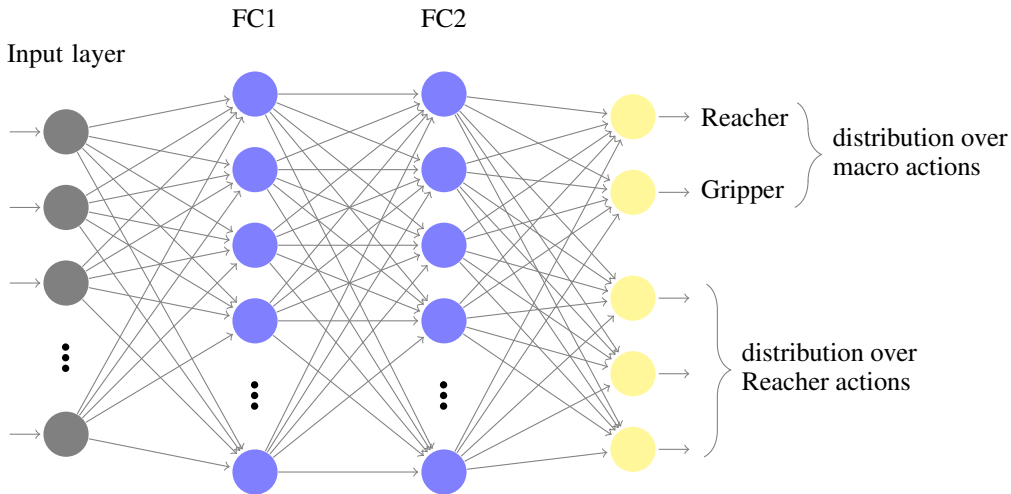 FC1
FC2
Input layer
Reacher
Gripper
distribution over
macro actions
distribution over
Reacher actions